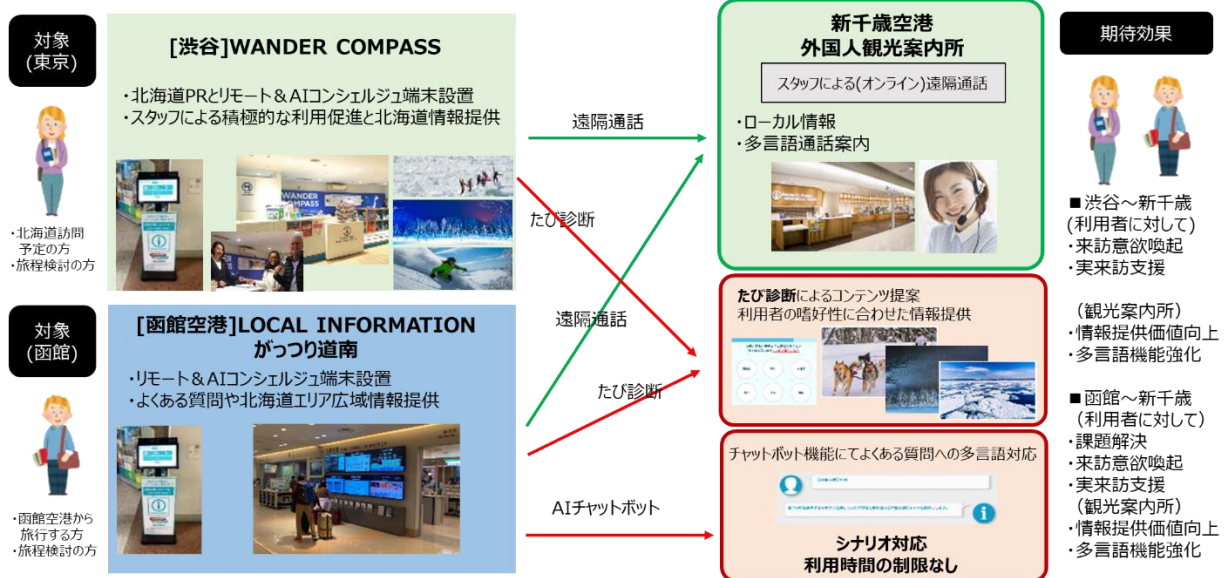 対象
(東京)
・北海道訪問
予定の方
・旅程検討の方
[渋谷]WANDER COMPASS
・北海道PRとリモート＆AIコンシェルジュ端末設置
・スタッフによる積極的な利用促進と北海道情報提供
WANDER
COMPASS
対象
(函館)
・函館空港から
旅行する方
・旅程検討の方
[函館空港]LOCAL INFORMATION
がっつり道南
・リモート＆AIコンシェルジュ端末設置
・よくある質問や北海道エリア広域情報提供
遠隔通話
たび診断
遠隔通話
たび診断
AIチャットボット
新千歳空港
外国人観光案内所
スタッフによる(オンライン)遠隔通話
・ローカル情報
・多言語通話案内
たび診断によるコンテンツ提案
利用者の嗜好性に合わせた情報提供
チャットボット機能にてよくある質問への多言語対応
シナリオ対応
利用時間の制限なし
期待効果
■渋谷～新千歳
(利用者に対して)
・来訪意欲喚起
・実来訪支援
（観光案内所）
・情報提供価値向上
・多言語機能強化
■函館～新千歳
（利用者に対して）
・課題解決
・来訪意欲喚起
・実来訪支援
（観光案内所）
・情報提供価値向上
・多言語機能強化